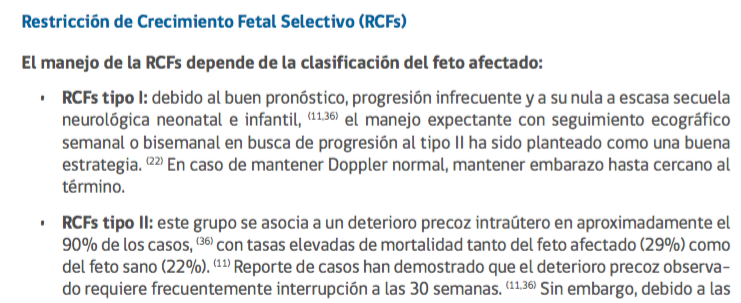 Restricción de Crecimiento Fetal Selectivo (RCFs)
El manejo de la RCFs depende de la clasificación del feto afectado:
• RCFs tipo I: debido al buen pronóstico, progresión infrecuente y a su nula a escasa secuela
neurológica neonatal e infantil, (11,36) el manejo expectante con seguimiento ecográfico
semanal o bisemanal en busca de progresión al tipo II ha sido planteado como una buena
estrategia. (22) En caso de mantener Doppler normal, mantener embarazo hasta cercano al
término.
• RCFs tipo II: este grupo se asocia a un deterioro precoz intraútero en aproximadamente el
90% de los casos, (36) con tasas elevadas de mortalidad tanto del feto afectado (29%) como
del feto sano (22%). (11) Reporte de casos han demostrado que el deterioro precoz observa-
do requiere frecuentemente interrupción a las 30 semanas. (11,36) Sin embargo, debido a las